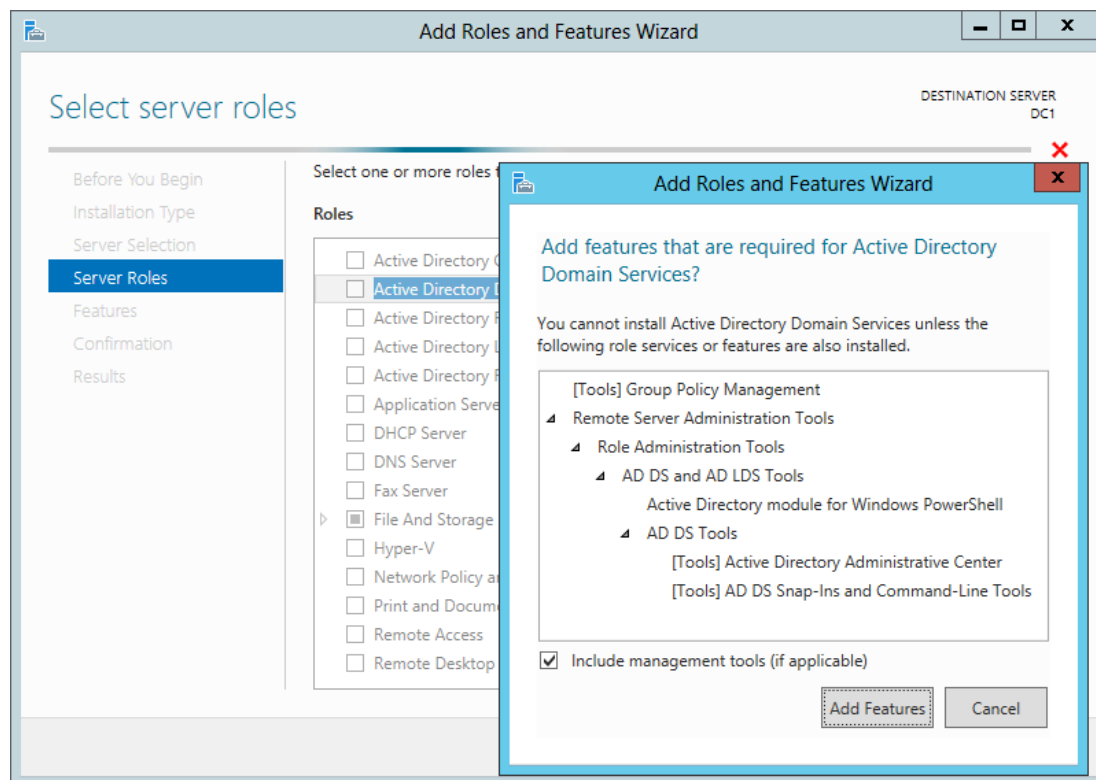 Add Roles and Features Wizard
Select server roles
DESTINATION SERVER
DC1
Before You Begin
Installation Type
Server Selection
Server Roles
Features
Confirmation
Results
Select one or more roles
Roles
Active Directory
Active Directory
Active Directory
Active Directory
Active Directory
Application
DHCP Server
DNS Server
Fax Server
File And Storage
Hyper-V
Network Policy
Print and
Remote Access
Remote Desktop
Add Roles and Features Wizard
Add features that are required for Active Directory
Domain Services?
You cannot install Active Directory Domain Services unless the
following role services or features are also installed.
[Tools] Group Policy Management
Remote Server Administration Tools
Role Administration Tools
AD DS and AD LDS Tools
Active Directory module for Windows PowerShell
AD DS Tools
[Tools] Active Directory Administrative Center
[Tools] AD DS Snap-Ins and Command-Line Tools
Include management tools (if applicable)
Add Features
Cancel